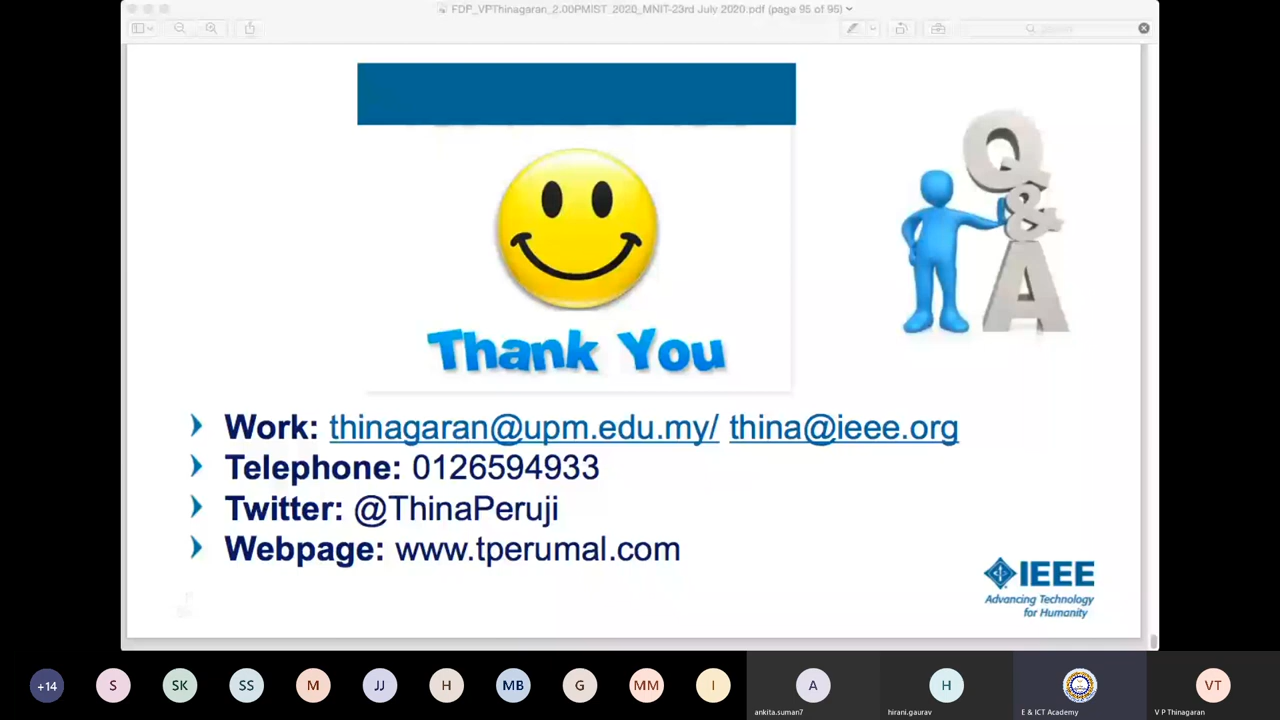 FDP_VPThinagaran_2.00PMIST_2020_MNIT-23rd July 2020.pdf (page 95 of 95)
Q
&
A
Thank You
Work: thinagaran@upm.edu.my/ thina@ieee.org
Telephone: 0126594933
Twitter: @ThinaPeruji
Webpage: www.tperumal.com
IEEE
Advancing Technology
for Humanity
+14 S SK SS M JJ H MB G MM I A H VT
ankita.suman7 hirani.gaurav E & ICT Academy V P Thinagaran